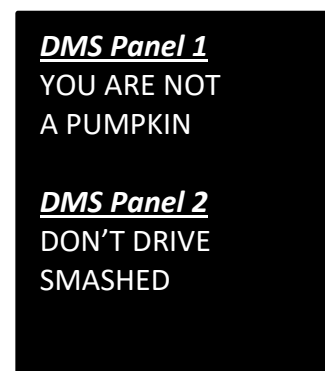 DMS Panel 1
YOU ARE NOT
A PUMPKIN
DMS Panel 2
DON’T DRIVE
SMASHED